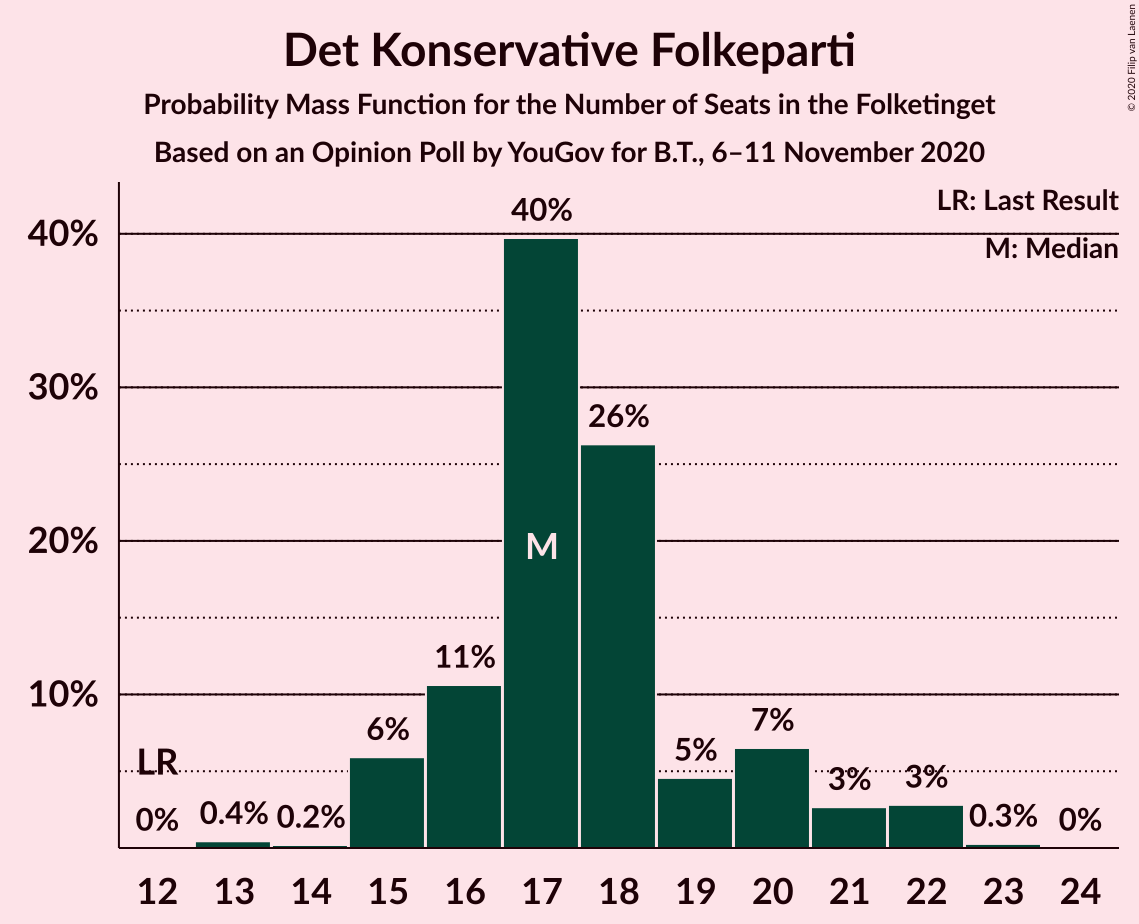 Det Konservative Folkeparti
Probability Mass Function for the Number of Seats in the Folketinget
Based on an Opinion Poll by YouGov for B.T., 6–11 November 2020
© 2020 Filip van Laenen
LR: Last Result
M: Median
40%
30%
20%
10%
LR
0%
0.4%
0.2%
6%
11%
40%
M
26%
5%
7%
3%
3%
0.3%
0%
12 13 14 15 16 17 18 19 20 21 22 23 24